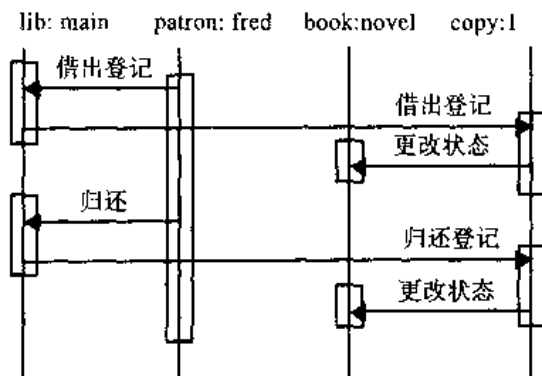 lib: main patron: fred book:novel copy:1
借出登记
借出登记
更改状态
归还
归还登记
更改状态